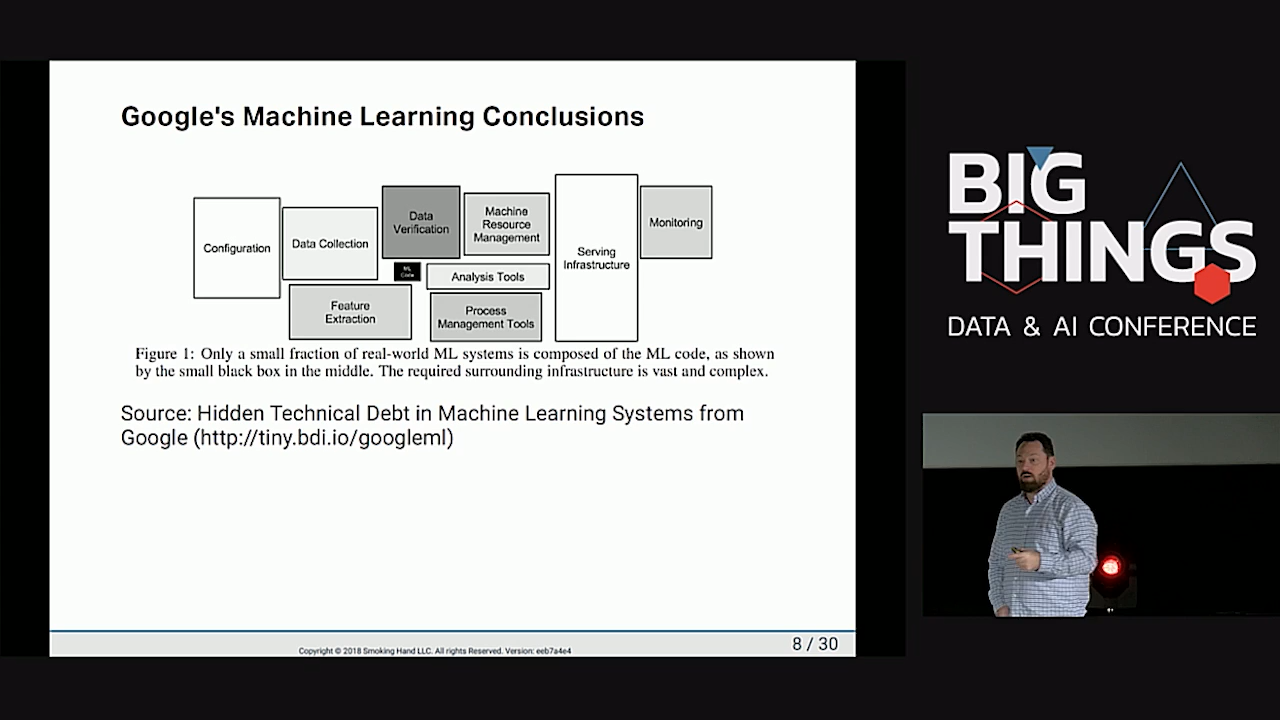 Google's Machine Learning Conclusions
Configuration
Data Collection
Data
Verification
Machine
Resource
Management
Serving
Infrastructure
Monitoring
ML
Code
Analysis Tools
Feature
Extraction
Process
Management Tools
Figure 1: Only a small fraction of real-world ML systems is composed of the ML code, as shown
by the small black box in the middle. The required surrounding infrastructure is vast and complex.
Source: Hidden Technical Debt in Machine Learning Systems from
Google (http://tiny.bdi.io/googleml)
Copyright © 2018 Smoking Hand LLC. All rights Reserved. Version: eeb7a4e4
8 / 30
BIG
THINGS
DATA & AI CONFERENCE